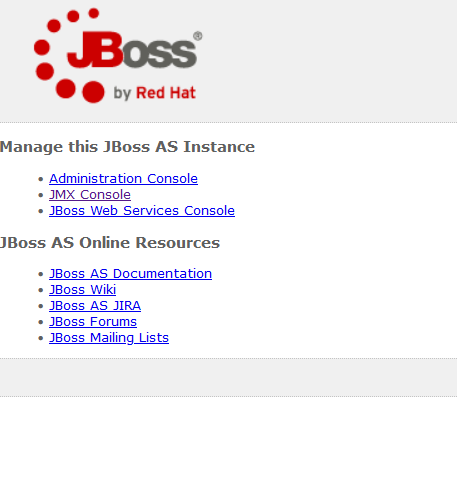 JBoss®
by Red Hat
Manage this JBoss AS Instance
• Administration Console
• JMX Console
• JBoss Web Services Console
JBoss AS Online Resources
• JBoss AS Documentation
• JBoss Wiki
• JBoss AS JIRA
• JBoss Forums
• JBoss Mailing Lists